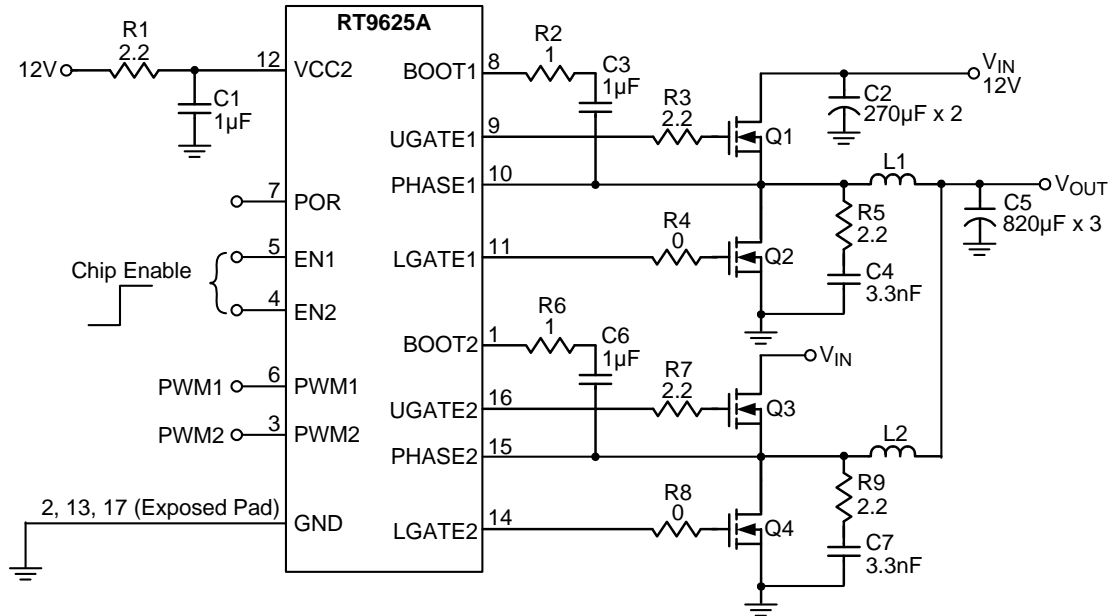 RT9625A
R1
2.2
12V
12
VCC2
C1
1µF
BOOT1
8
R2
1
C3
1µF
V_IN
12V
C2
270µF x 2
UGATE1
9
R3
2.2
Q1
PHASE1
10
L1
V_OUT
C5
820µF x 3
7
POR
R4
0
R5
2.2
LGATE1
11
Q2
C4
3.3nF
Chip Enable
5
EN1
4
EN2
R6
1
BOOT2
1
C6
1µF
V_IN
PWM1
6
PWM1
UGATE2
16
R7
2.2
Q3
PWM2
3
PWM2
PHASE2
15
L2
R9
2.2
2, 13, 17 (Exposed Pad)
GND
LGATE2
14
R8
0
Q4
C7
3.3nF